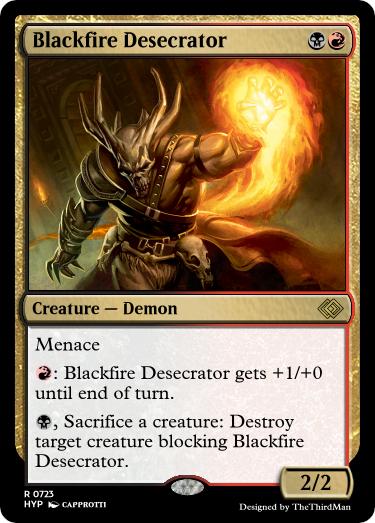 Blackfire Desecrator
Creature — Demon
Menace
: Blackfire Desecrator gets +1/+0
until end of turn.
, Sacrifice a creature: Destroy
target creature blocking Blackfire
Desecrator.
2/2
R 0723
HYP CAPPROTTI
Designed by TheThirdMan